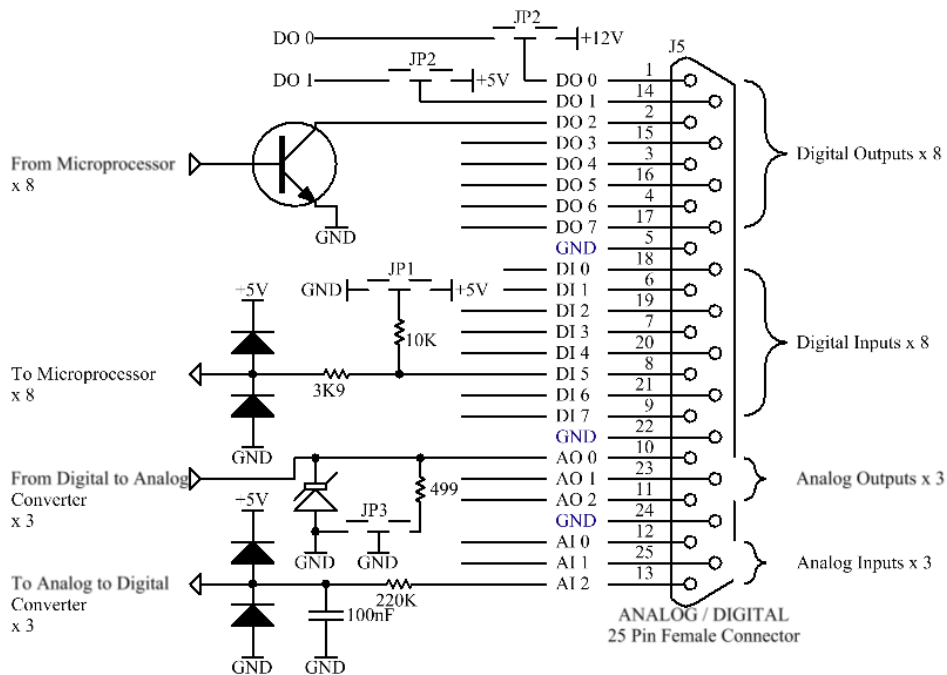 JP2
DO 0
+12V
JP2
DO 1
+5V
J5
DO 0 1
DO 1 14
DO 2 2
DO 3 15
DO 4 3
DO 5 16
DO 6 4
DO 7 17
GND 5
DI 0 18
DI 1 6
DI 2 19
DI 3 7
DI 4 20
DI 5 8
DI 6 21
DI 7 9
GND 22
AO 0 10
AO 1 23
AO 2 11
GND 24
AI 0 12
AI 1 25
AI 2 13
Digital Outputs x 8
Digital Inputs x 8
Analog Outputs x 3
Analog Inputs x 3
ANALOG / DIGITAL
25 Pin Female Connector
From Microprocessor
x 8
GND
JP1
GND
+5V
10K
+5V
To Microprocessor
x 8
3K9
GND
From Digital to Analog
Converter
x 3
499
JP3
GND
GND
+5V
To Analog to Digital
Converter
x 3
220K
100nF
GND
GND